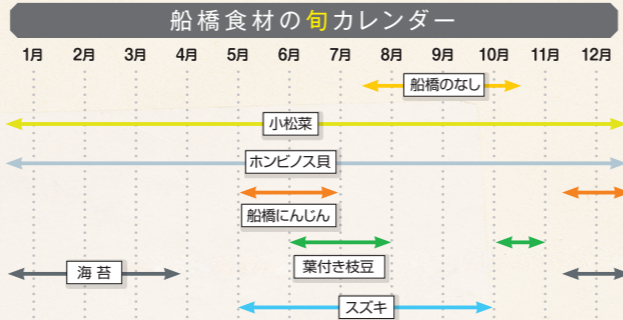 船橋食材の旬カレンダー
1月 2月 3月 4月 5月 6月 7月 8月 9月 10月 11月 12月
船橋のなし
小松菜
ホンビノス貝
船橋にんじん
葉付き枝豆
海苔
スズキ